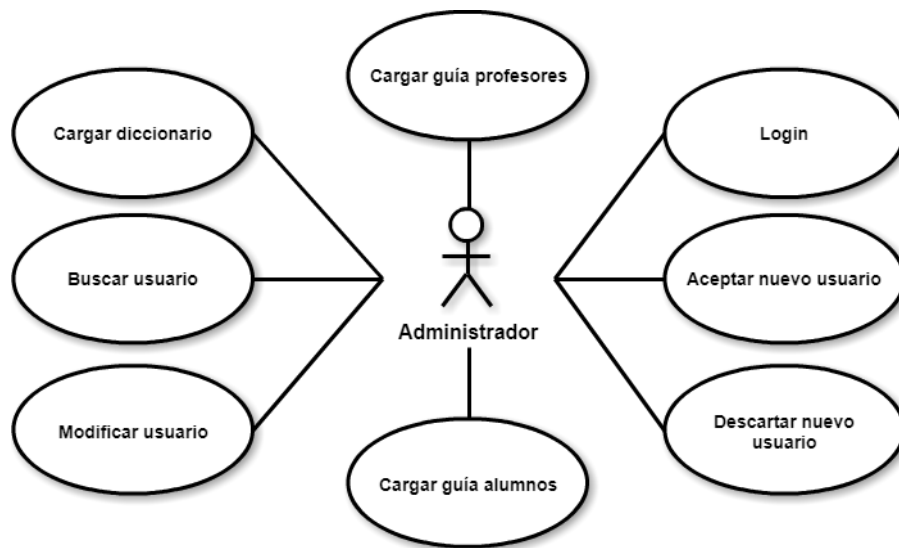 Cargar guía profesores
Cargar diccionario
Login
Buscar usuario
Aceptar nuevo usuario
Administrador
Modificar usuario
Descartar nuevo
usuario
Cargar guía alumnos